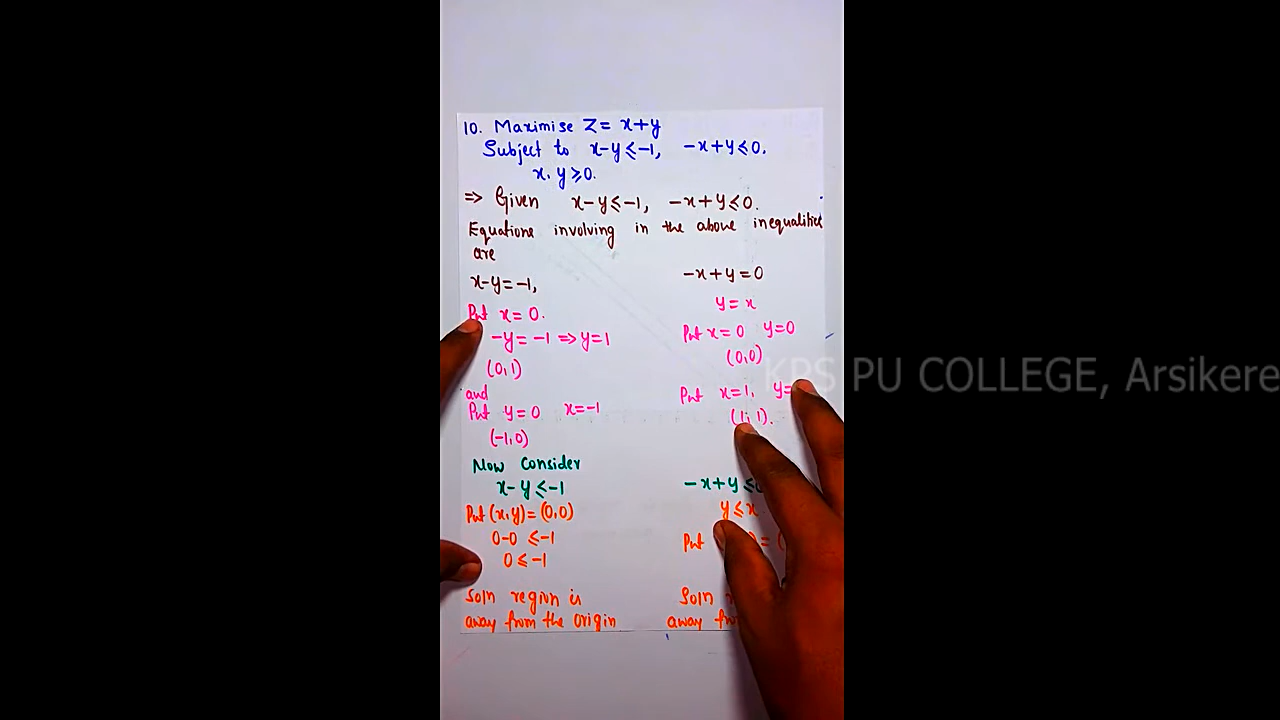 10. Maximise Z = x+y
Subject to x-y ≤ -1, -x+y ≤ 0.
x, y ≥ 0.
⇒ Given x-y ≤ -1, -x+y ≤ 0.
Equations involving in the above inequalities
are
x-y = -1,
Put x = 0.
-y = -1 ⇒ y = 1
(0,1)
and
Put y = 0 x = -1
(-1,0)
Now Consider
x-y ≤ -1
Put (x,y) = (0,0)
0-0 ≤ -1
0 ≤ -1
Soln region is
away from the origin
-x+y = 0
y = x
Put x = 0 y = 0
(0,0)
Put x = 1, y =
(1,1).
-x+y ≤
y ≤ x.
Put = (
Soln
away
KPS PU COLLEGE, Arsikere